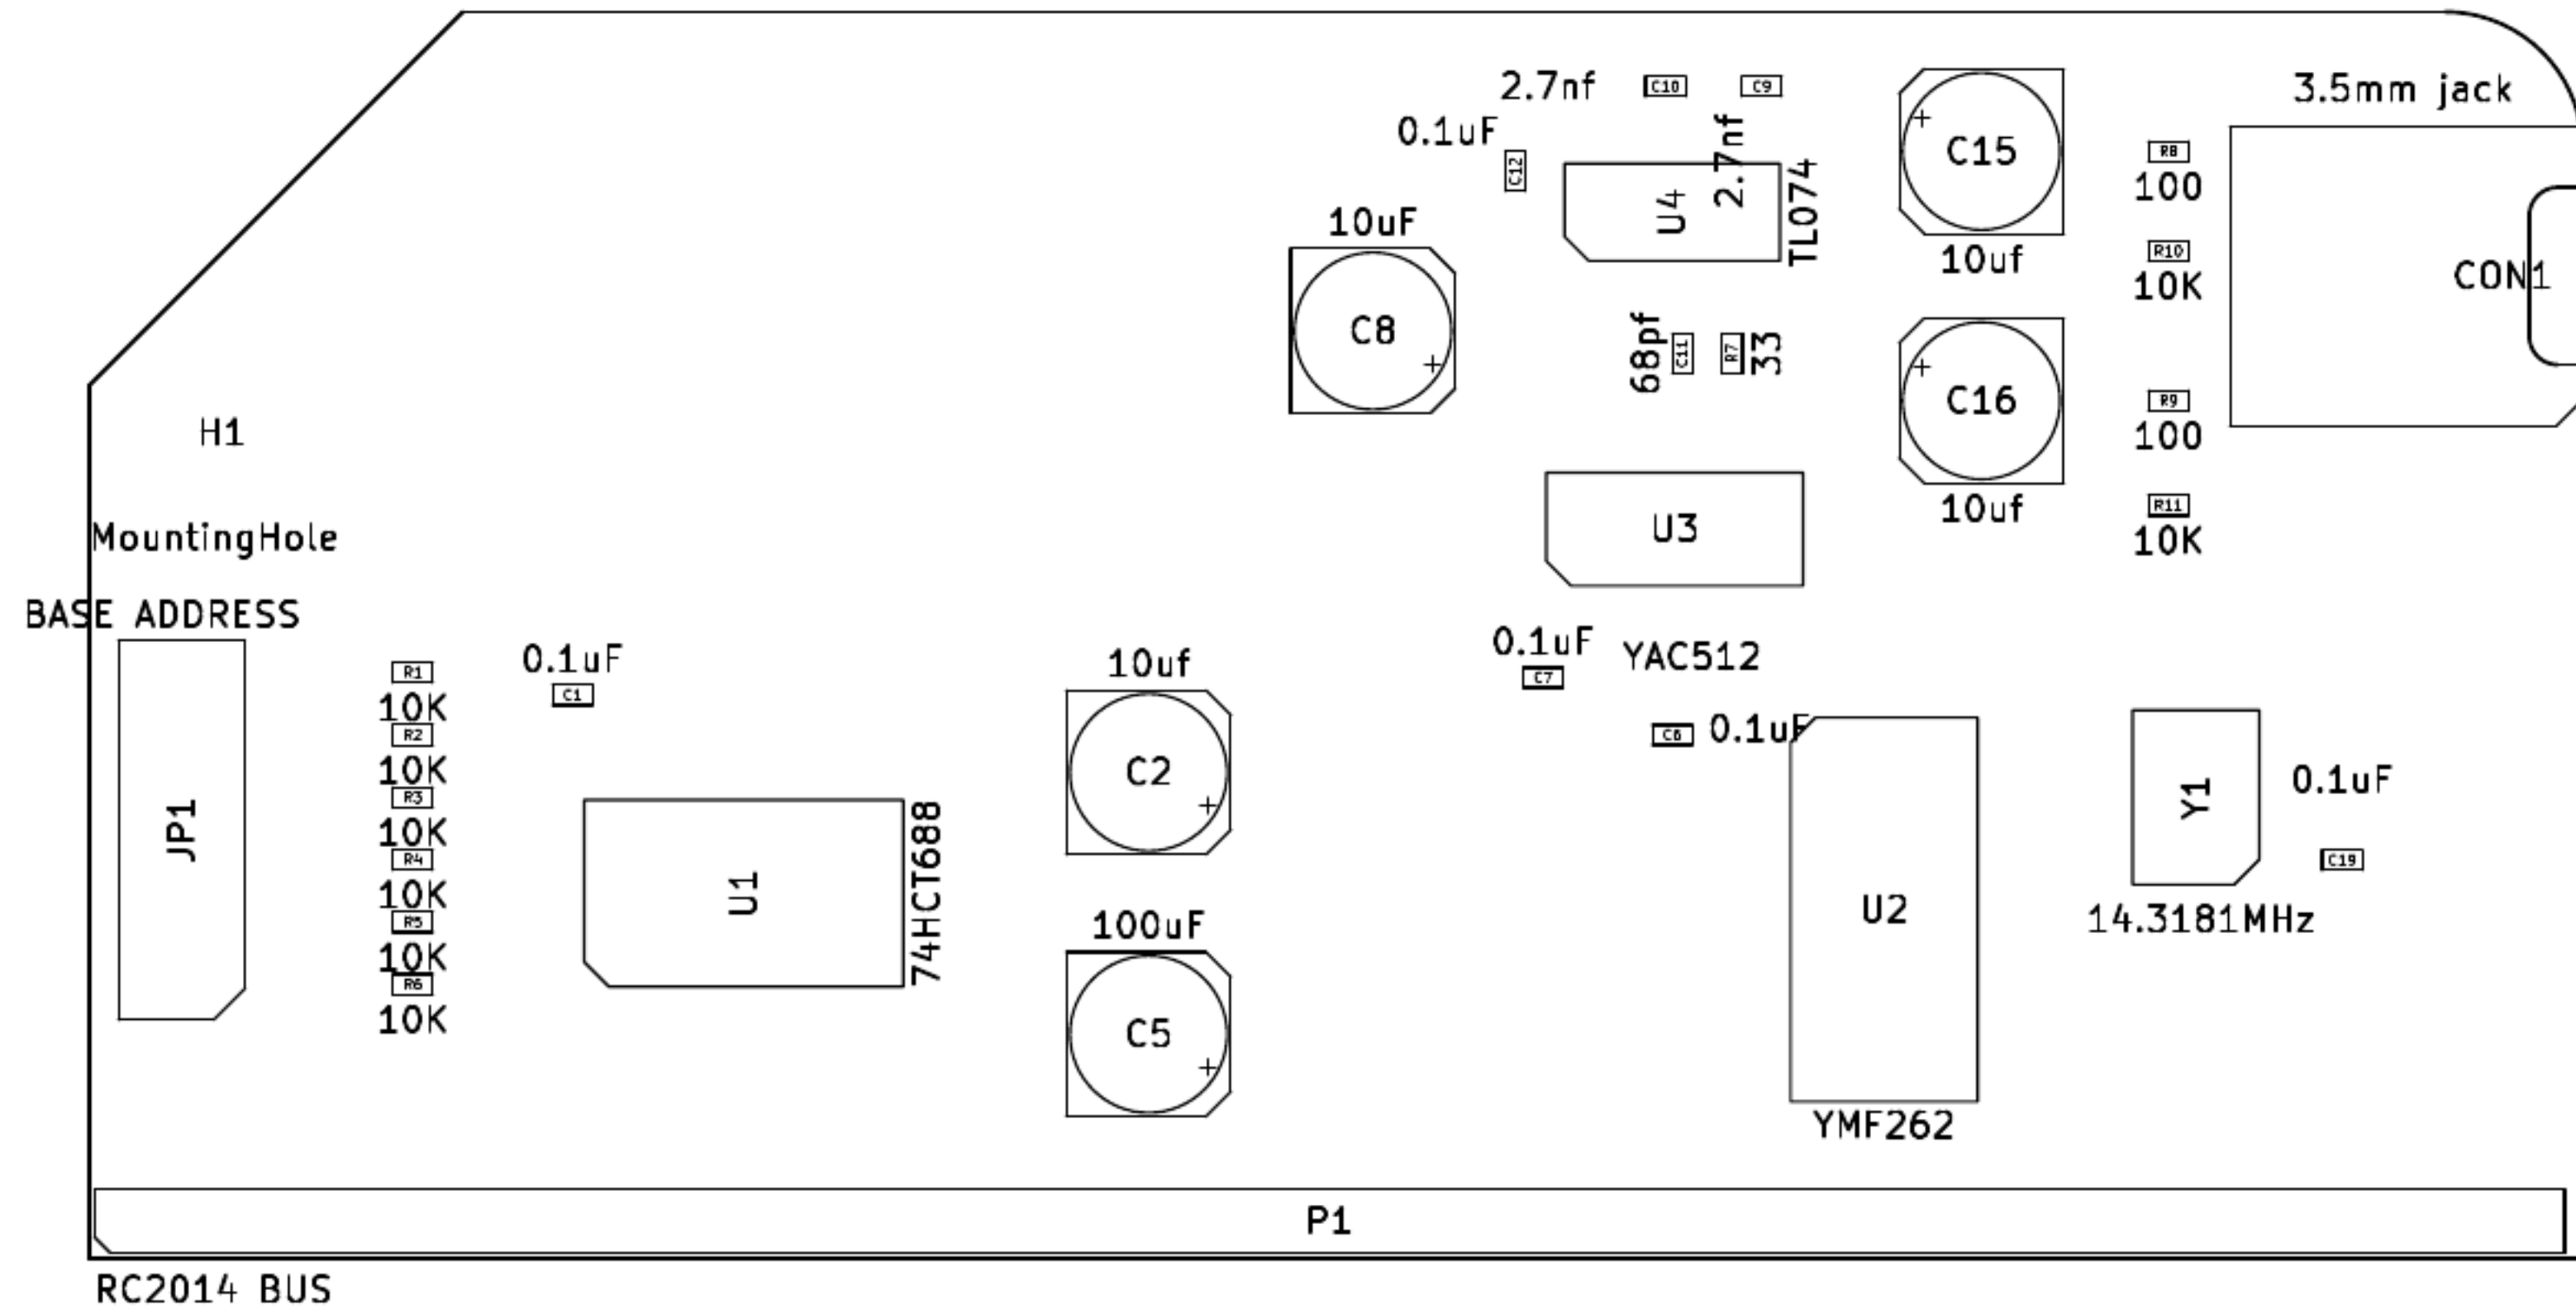 2.7nf
C10
C9
3.5mm jack
0.1uF
C12
2.7nf
U4
TL074
C15
10uf
R8
100
R10
10K
CON1
10uF
C8
68pf
C11
R7
33
C16
10uf
R9
100
R11
10K
H1
MountingHole
U3
BASE ADDRESS
JP1
R1
10K
R2
10K
R3
10K
R4
10K
R5
10K
R6
10K
0.1uF
C1
U1
74HCT688
10uf
C2
100uF
C5
0.1uF
C7
YAC512
C6
0.1uF
U2
YMF262
Y1
14.3181MHz
0.1uF
C19
P1
RC2014 BUS